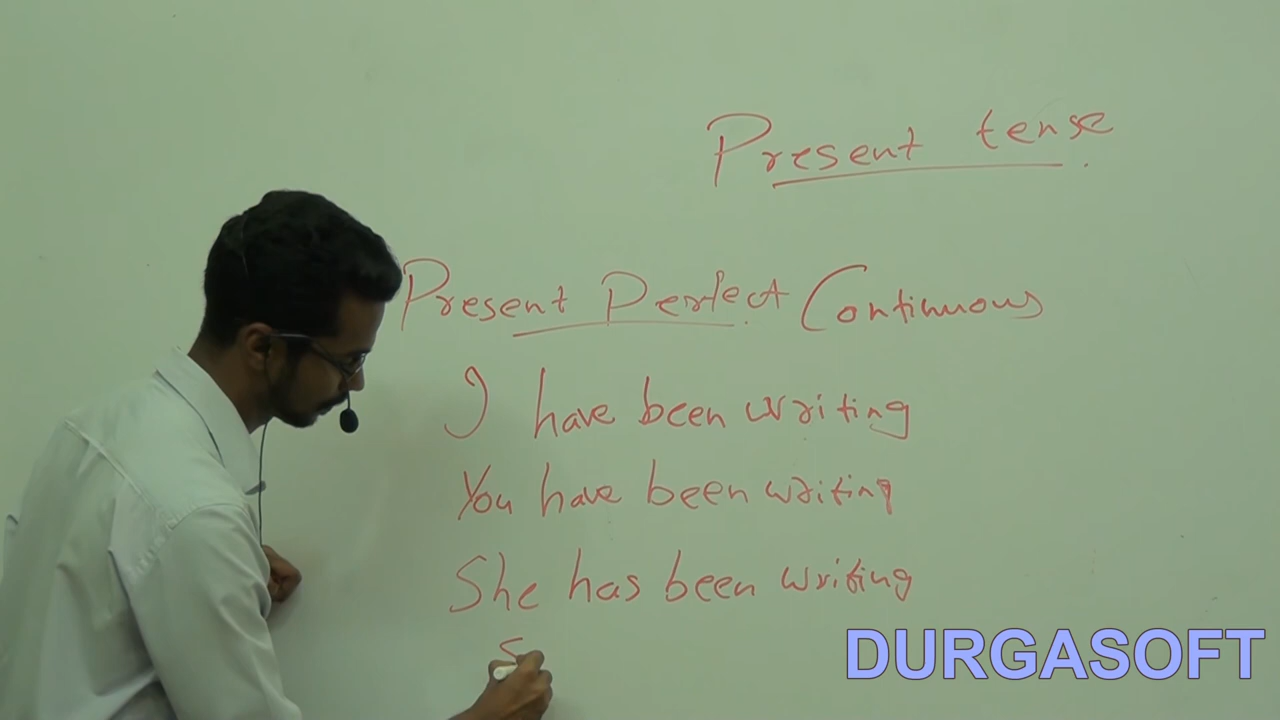 Present tense.
Present Perfect Continuous
I have been writing
You have been writing
She has been writing
S
DURGASOFT